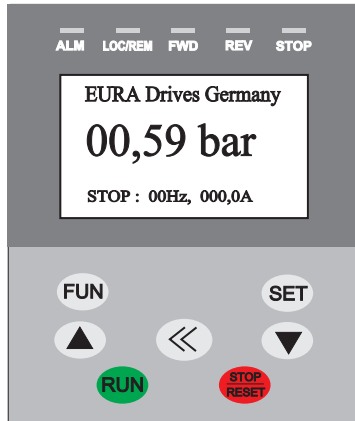 ALM LOC/REM FWD REV STOP
EURA Drives Germany
00,59 bar
STOP : 00Hz, 000,0A
FUN SET
RUN STOP
RESET